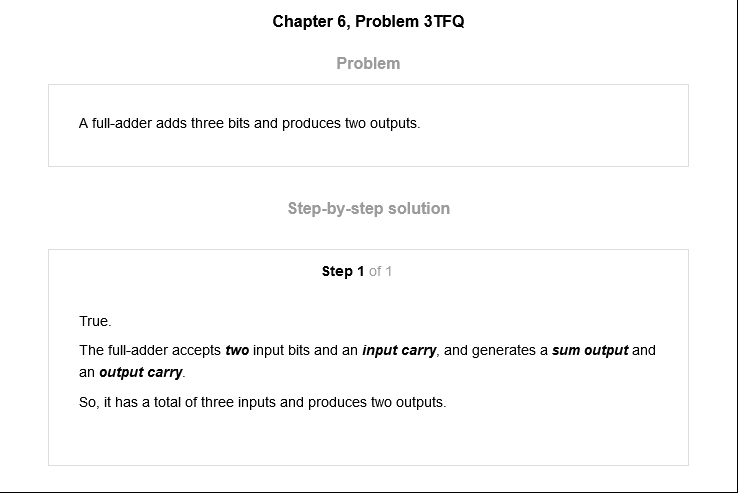 Chapter 6, Problem 3TFQ
Problem
A full-adder adds three bits and produces two outputs.
Step-by-step solution
Step 1 of 1
True.
The full-adder accepts two input bits and an input carry, and generates a sum output and
an output carry.
So, it has a total of three inputs and produces two outputs.